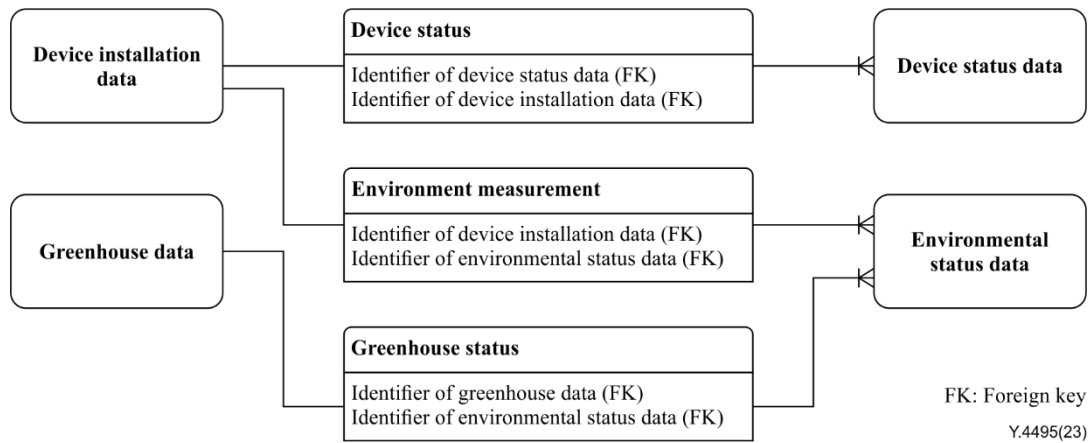 Device installation
data
Device status
Identifier of device status data (FK)
Identifier of device installation data (FK)
Device status data
Environment measurement
Identifier of device installation data (FK)
Identifier of environmental status data (FK)
Greenhouse data
Environmental
status data
Greenhouse status
Identifier of greenhouse data (FK)
Identifier of environmental status data (FK)
FK: Foreign key
Y.4495(23)